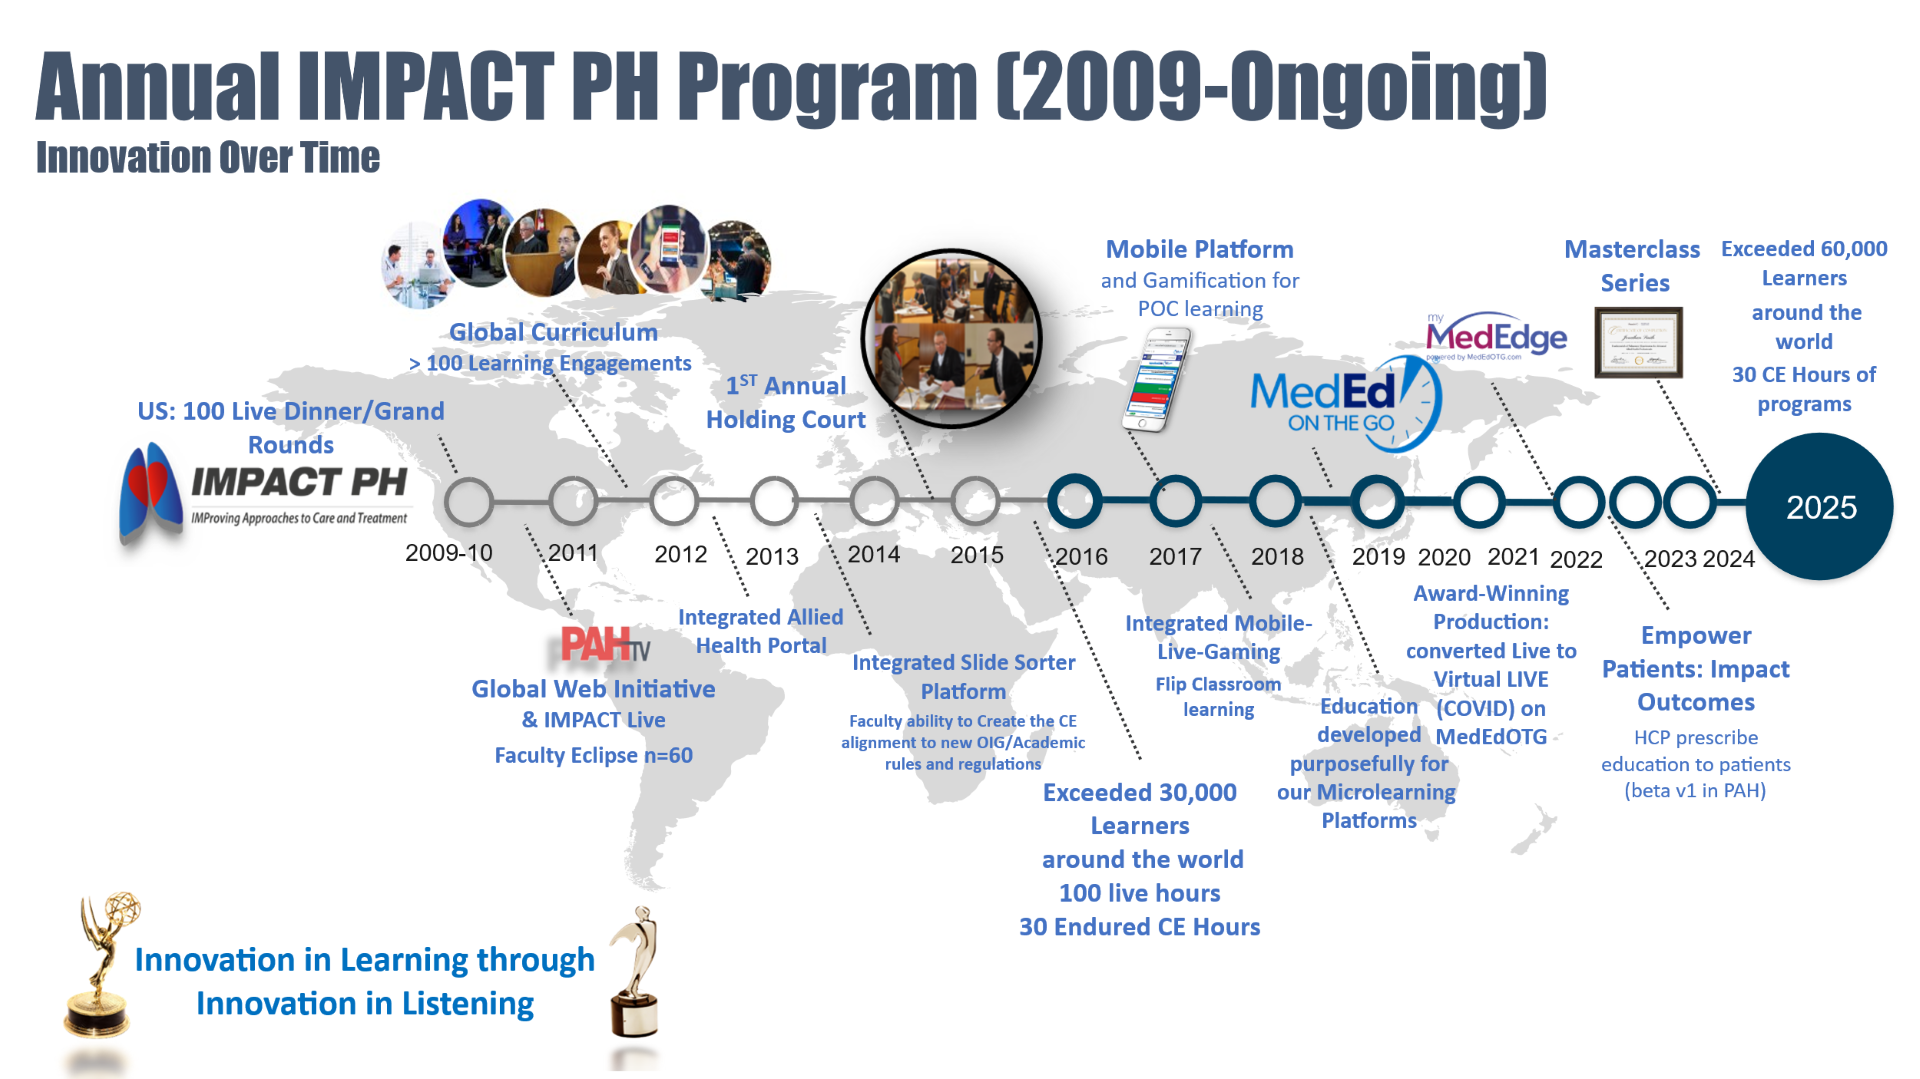 Annual IMPACT PH Program (2009-Ongoing)
Innovation Over Time
Global Curriculum
> 100 Learning Engagements
US: 100 Live Dinner/Grand
Rounds
IMPACT PH
IMProving Approaches to Care and Treatment
1ST Annual
Holding Court
Mobile Platform
and Gamification for
POC learning
MedEd
ON THE GO
my
MedEdge
powered by MedEdOTG.com
Masterclass
Series
Exceeded 60,000
Learners
around the
world
30 CE Hours of
programs
2009-10
2011
2012
2013
2014
2015
2016
2017
2018
2019
2020
2021
2022
2023
2024
2025
PAHTV
Global Web Initiative
& IMPACT Live
Faculty Eclipse n=60
Integrated Allied
Health Portal
Integrated Slide Sorter
Platform
Faculty ability to Create the CE
alignment to new OIG/Academic
rules and regulations
Exceeded 30,000
Learners
around the world
100 live hours
30 Endured CE Hours
Integrated Mobile-
Live-Gaming
Flip Classroom
learning
Education
developed
purposefully for
our Microlearning
Platforms
Award-Winning
Production:
converted Live to
Virtual LIVE
(COVID) on
MedEdOTG
Empower
Patients: Impact
Outcomes
HCP prescribe
education to patients
(beta v1 in PAH)
Innovation in Learning through
Innovation in Listening